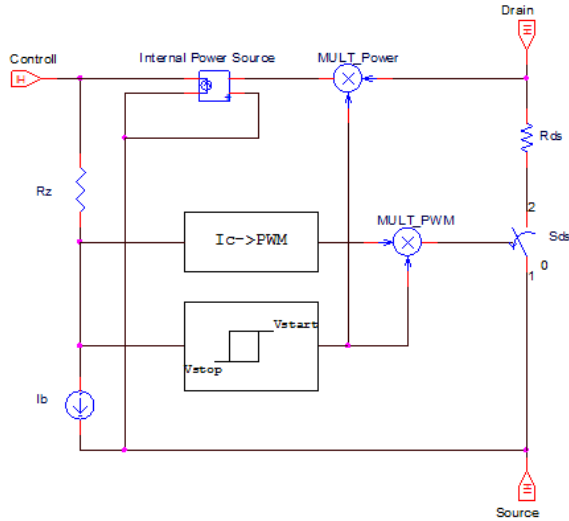 Drain
Controll
Internal Power Source
MULT_Power
Rds
Rz
2
MULT_PWM
Ic->PWM
Sds
0
1
Vstart
Vstop
Ib
Source